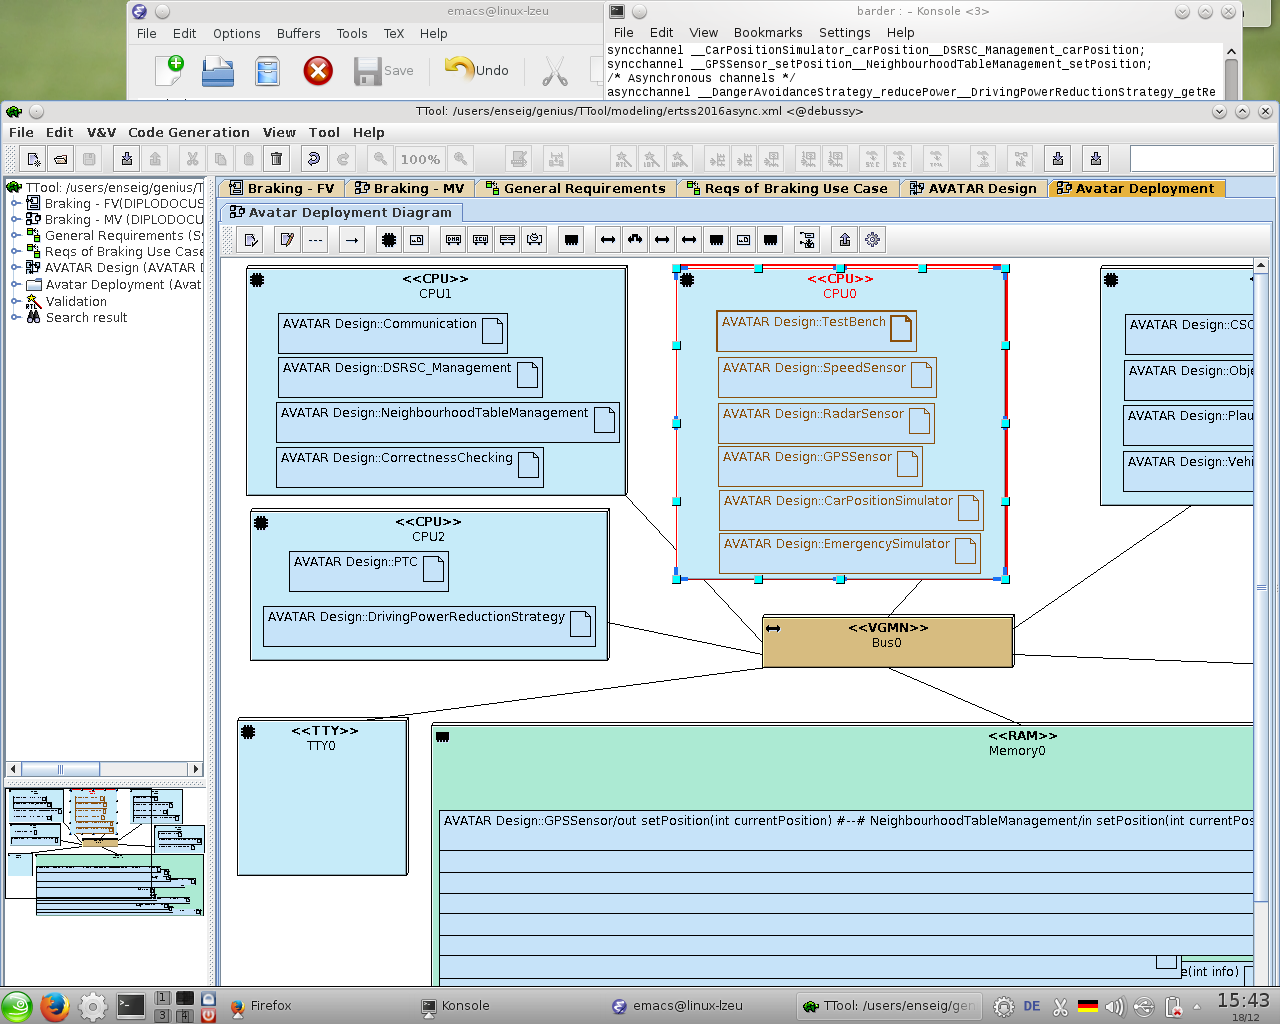 emacs@linux-lzeu
File Edit Options Buffers Tools TeX Help
Save
Undo
barder : – Konsole <3>
File Edit View Bookmarks Settings Help
syncchannel __CarPositionSimulator_carPosition__DSRSC_Management_carPosition;
syncchannel __GPSSensor_setPosition__NeighbourhoodTableManagement_setPosition;
/* Asynchronous channels */
asyncchannel __DangerAvoidanceStrategy_reducePower__DrivingPowerReductionStrategy_getRe
TTool: /users/enseig/genius/TTool/modeling/ertss2016async.xml <@debussy>
File Edit V&V Code Generation View Tool Help
100%
TTool: /users/enseig/genius/T
Braking - FV(DIPLODOCUS
Braking - MV (DIPLODOCU
General Requirements (Sy
Reqs of Braking Use Case
AVATAR Design (AVATAR D
Avatar Deployment (Avat
Validation
Search result
Braking - FV
Braking - MV
General Requirements
Reqs of Braking Use Case
AVATAR Design
Avatar Deployment
Avatar Deployment Diagram
<<CPU>>
CPU1
AVATAR Design::Communication
AVATAR Design::DSRSC_Management
AVATAR Design::NeighbourhoodTableManagement
AVATAR Design::CorrectnessChecking
<<CPU>>
CPU0
AVATAR Design::TestBench
AVATAR Design::SpeedSensor
AVATAR Design::RadarSensor
AVATAR Design::GPSSensor
AVATAR Design::CarPositionSimulator
AVATAR Design::EmergencySimulator
AVATAR Design::CSC
AVATAR Design::Obje
AVATAR Design::Plau
AVATAR Design::Vehi
<<CPU>>
CPU2
AVATAR Design::PTC
AVATAR Design::DrivingPowerReductionStrategy
<<VGMN>>
Bus0
<<TTY>>
TTY0
<<RAM>>
Memory0
AVATAR Design::GPSSensor/out setPosition(int currentPosition) #--# NeighbourhoodTableManagement/in setPosition(int currentPos
e(int info)
1
3
4
Firefox
Konsole
emacs@linux-lzeu
TTool: /users/enseig/gen
DE
15:43
18/12